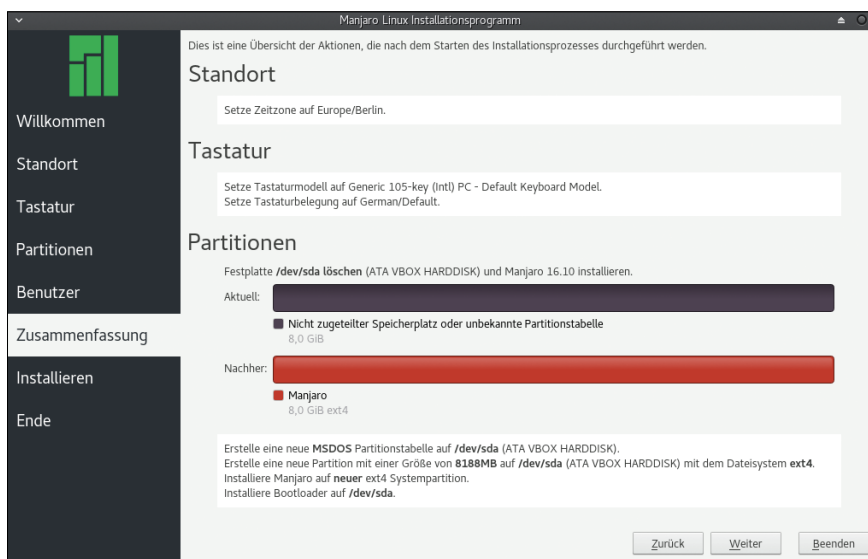 Manjaro Linux Installationsprogramm
Willkommen
Standort
Tastatur
Partitionen
Benutzer
Zusammenfassung
Installieren
Ende
Dies ist eine Übersicht der Aktionen, die nach dem Starten des Installationsprozesses durchgeführt werden.
Standort
Setze Zeitzone auf Europe/Berlin.
Tastatur
Setze Tastaturmodell auf Generic 105-key (Intl) PC - Default Keyboard Model.
Setze Tastaturbelegung auf German/Default.
Partitionen
Festplatte /dev/sda löschen (ATA VBOX HARDDISK) und Manjaro 16.10 installieren.
Aktuell:
Nicht zugeteilter Speicherplatz oder unbekannte Partitionstabelle
8,0 GiB
Nachher:
Manjaro
8,0 GiB ext4
Erstelle eine neue MSDOS Partitionstabelle auf /dev/sda (ATA VBOX HARDDISK).
Erstelle eine neue Partition mit einer Größe von 8188MB auf /dev/sda (ATA VBOX HARDDISK) mit dem Dateisystem ext4.
Installiere Manjaro auf neuer ext4 Systempartition.
Installiere Bootloader auf /dev/sda.
Zurück Weiter Beenden